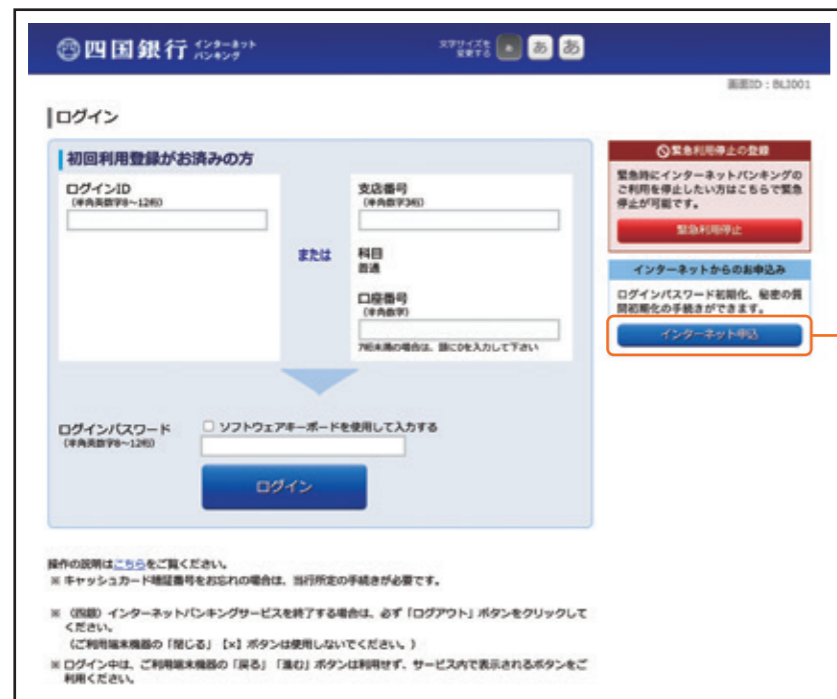 四国銀行 インターネット
バンキング
文字サイズを
変更する あ あ あ
画面ID：BLI001
ログイン
初回利用登録がお済みの方
ログインID
（半角英数字8～12桁）
または
支店番号
（半角数字3桁）
科目
普通
口座番号
（半角数字）
7桁未満の場合は、頭に0を入力して下さい
ログインパスワード
（半角英数字8～12桁）
ソフトウェアキーボードを使用して入力する
ログイン
緊急利用停止の登録
緊急時にインターネットバンキングの
ご利用を停止したい方はこちらで緊急
停止が可能です。
緊急利用停止
インターネットからのお申込み
ログインパスワード初期化、秘密の質
問初期化の手続きができます。
インターネット申込
操作の説明はこちらをご覧ください。
※ キャッシュカード暗証番号をお忘れの場合は、当行所定の手続きが必要です。
※ （四銀）インターネットバンキングサービスを終了する場合は、必ず「ログアウト」ボタンをクリックして
ください。
（ご利用端末機器の「閉じる」【×】ボタンは使用しないでください。）
※ ログイン中は、ご利用端末機器の「戻る」「進む」ボタンは利用せず、サービス内で表示されるボタンをご
利用ください。